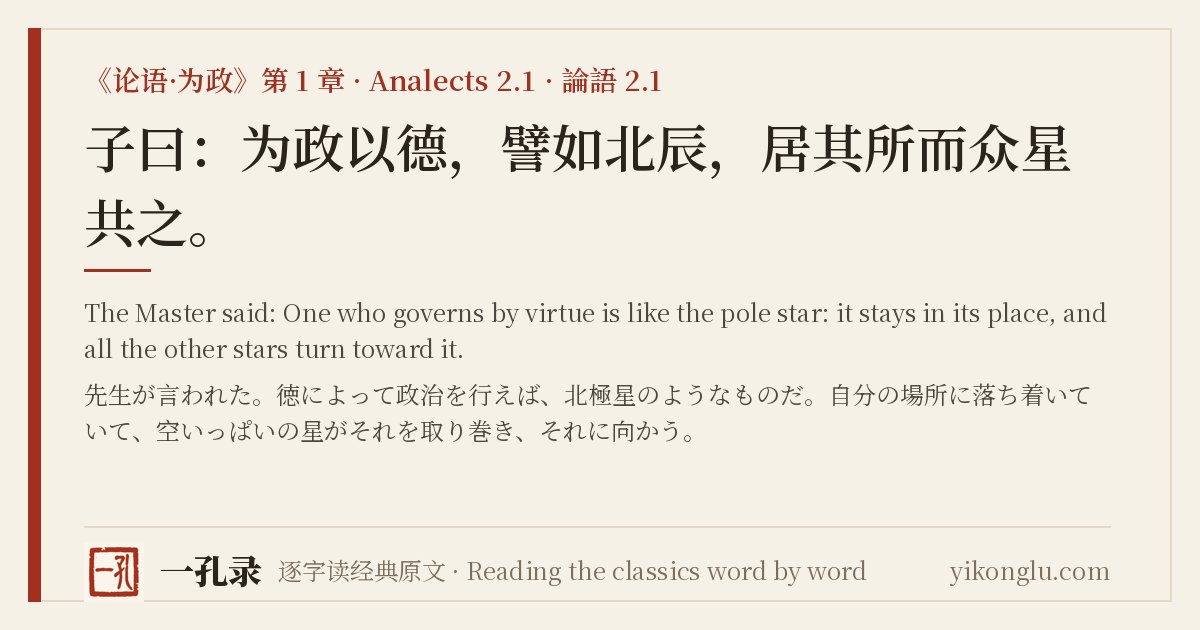 《论语·为政》第 1 章 · Analects 2.1 · 論語 2.1
子曰：为政以德，譬如北辰，居其所而众星
共之。
The Master said: One who governs by virtue is like the pole star: it stays in its place, and
all the other stars turn toward it.
先生が言われた。徳によって政治を行えば、北極星のようなものだ。自分の場所に落ち着いて
いて、空いっぱいの星がそれを取り巻き、それに向かう。
一孔
一孔录 逐字读经典原文 · Reading the classics word by word yikonglu.com